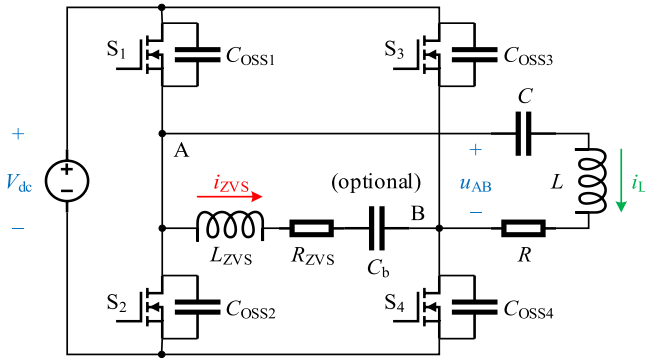 S1
COSS1
S3
COSS3
C
A
+
+
Vdc
−
+
−
iZVS
(optional)
+
uAB
−
B
L
iL
LZVS
RZVS
Cb
R
S2
COSS2
S4
COSS4